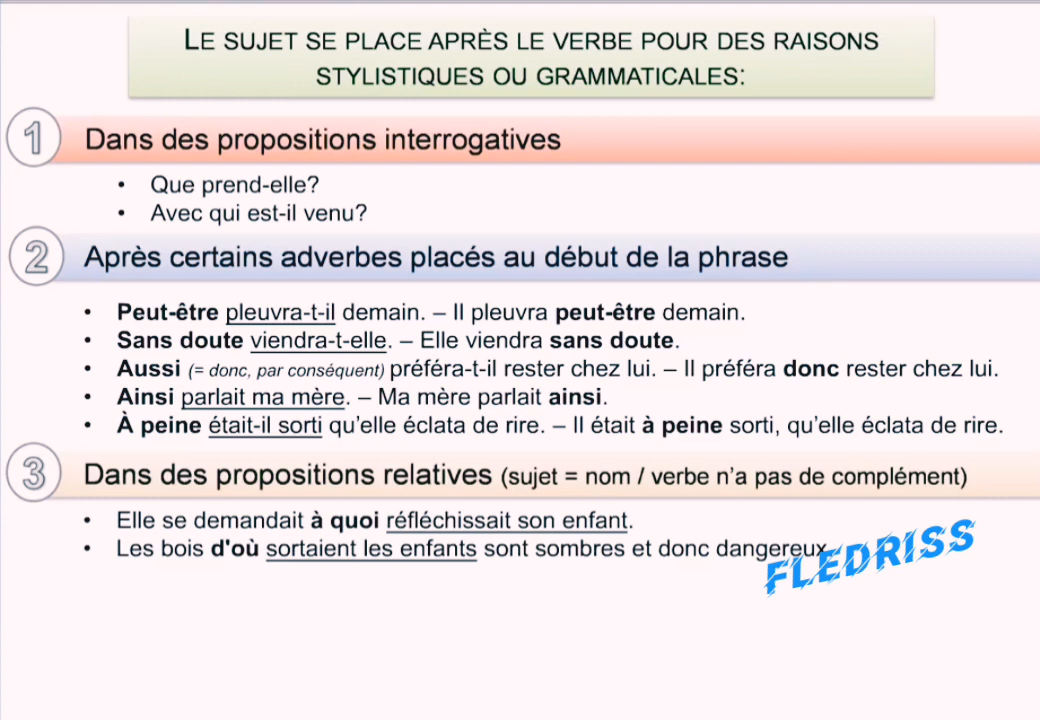 LE SUJET SE PLACE APRÈS LE VERBE POUR DES RAISONS
STYLISTIQUES OU GRAMMATICALES:
1 Dans des propositions interrogatives
• Que prend-elle?
• Avec qui est-il venu?
2 Après certains adverbes placés au début de la phrase
• Peut-être pleuvra-t-il demain. – Il pleuvra peut-être demain.
• Sans doute viendra-t-elle. – Elle viendra sans doute.
• Aussi (= donc, par conséquent) préféra-t-il rester chez lui. – Il préféra donc rester chez lui.
• Ainsi parlait ma mère. – Ma mère parlait ainsi.
• À peine était-il sorti qu'elle éclata de rire. – Il était à peine sorti, qu'elle éclata de rire.
3 Dans des propositions relatives (sujet = nom / verbe n'a pas de complément)
• Elle se demandait à quoi réfléchissait son enfant.
• Les bois d'où sortaient les enfants sont sombres et donc dangereux
FLEDRISS